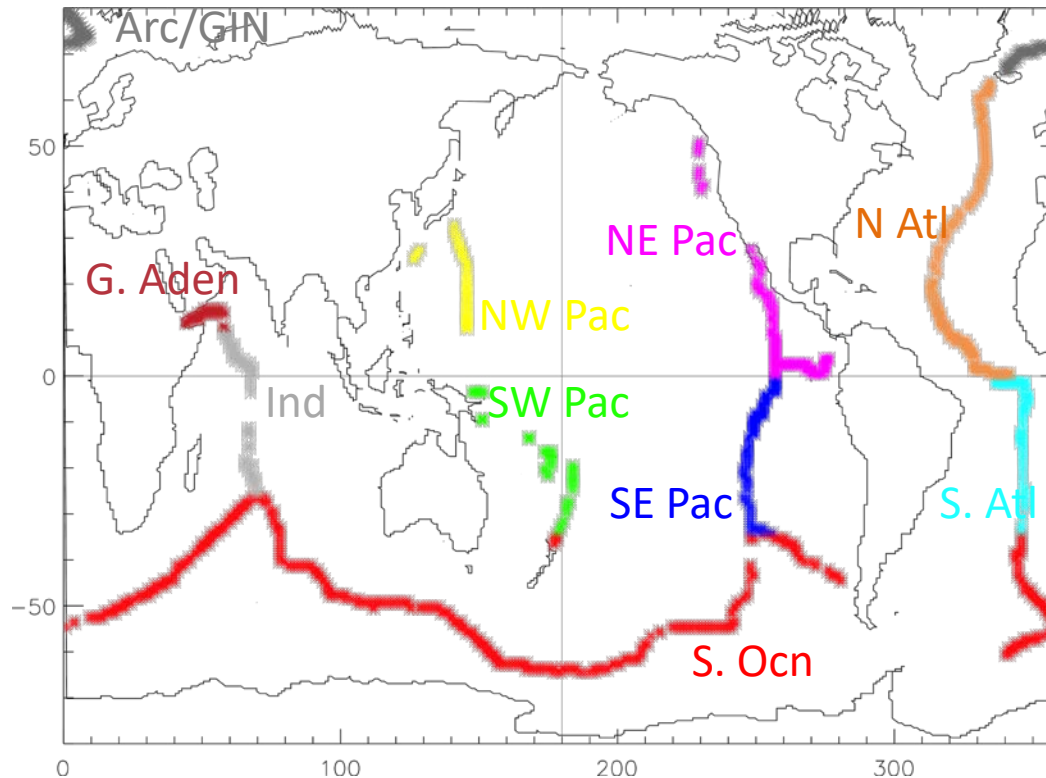 Arc/GIN
50
N Atl
NE Pac
G. Aden
NW Pac
0
Ind
SW Pac
SE Pac
S. Atl
−50
S. Ocn
0
100
200
300